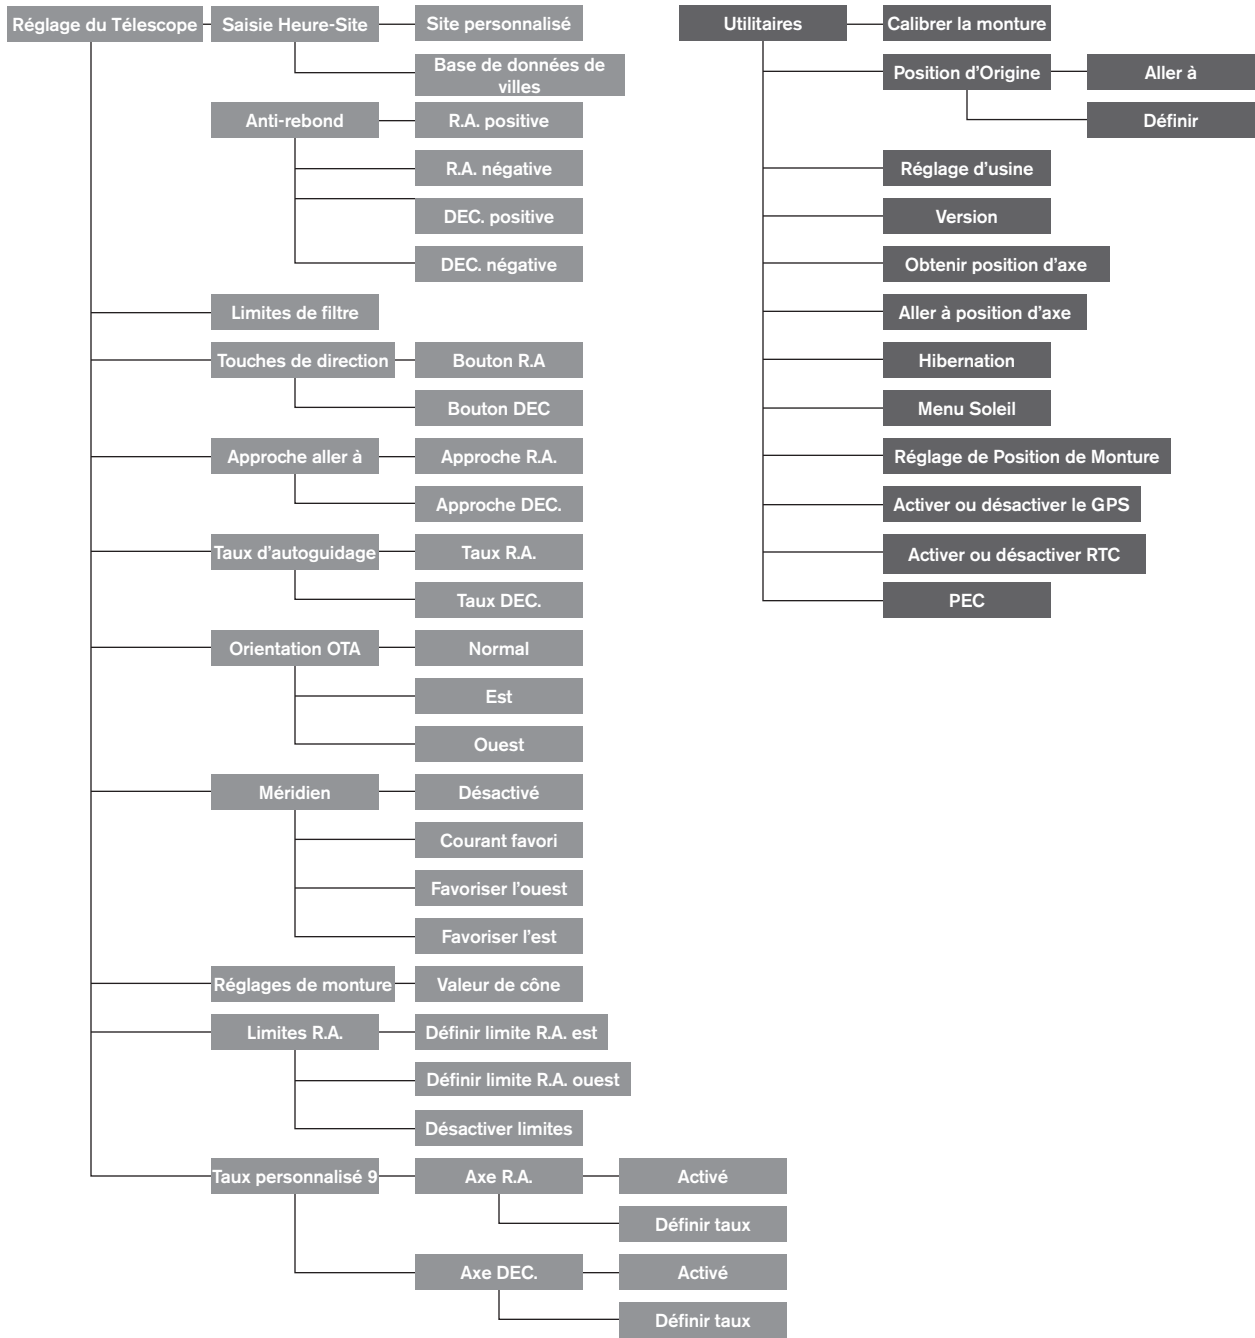 Réglage du Télescope
Saisie Heure-Site
Site personnalisé
Base de données de
villes
Anti-rebond
R.A. positive
R.A. négative
DEC. positive
DEC. négative
Limites de filtre
Touches de direction
Bouton R.A
Bouton DEC
Approche aller à
Approche R.A.
Approche DEC.
Taux d'autoguidage
Taux R.A.
Taux DEC.
Orientation OTA
Normal
Est
Ouest
Méridien
Désactivé
Courant favori
Favoriser l'ouest
Favoriser l'est
Réglages de monture
Valeur de cône
Limites R.A.
Définir limite R.A. est
Définir limite R.A. ouest
Désactiver limites
Taux personnalisé 9
Axe R.A.
Activé
Définir taux
Axe DEC.
Activé
Définir taux
Utilitaires
Calibrer la monture
Position d'Origine
Aller à
Définir
Réglage d'usine
Version
Obtenir position d'axe
Aller à position d'axe
Hibernation
Menu Soleil
Réglage de Position de Monture
Activer ou désactiver le GPS
Activer ou désactiver RTC
PEC